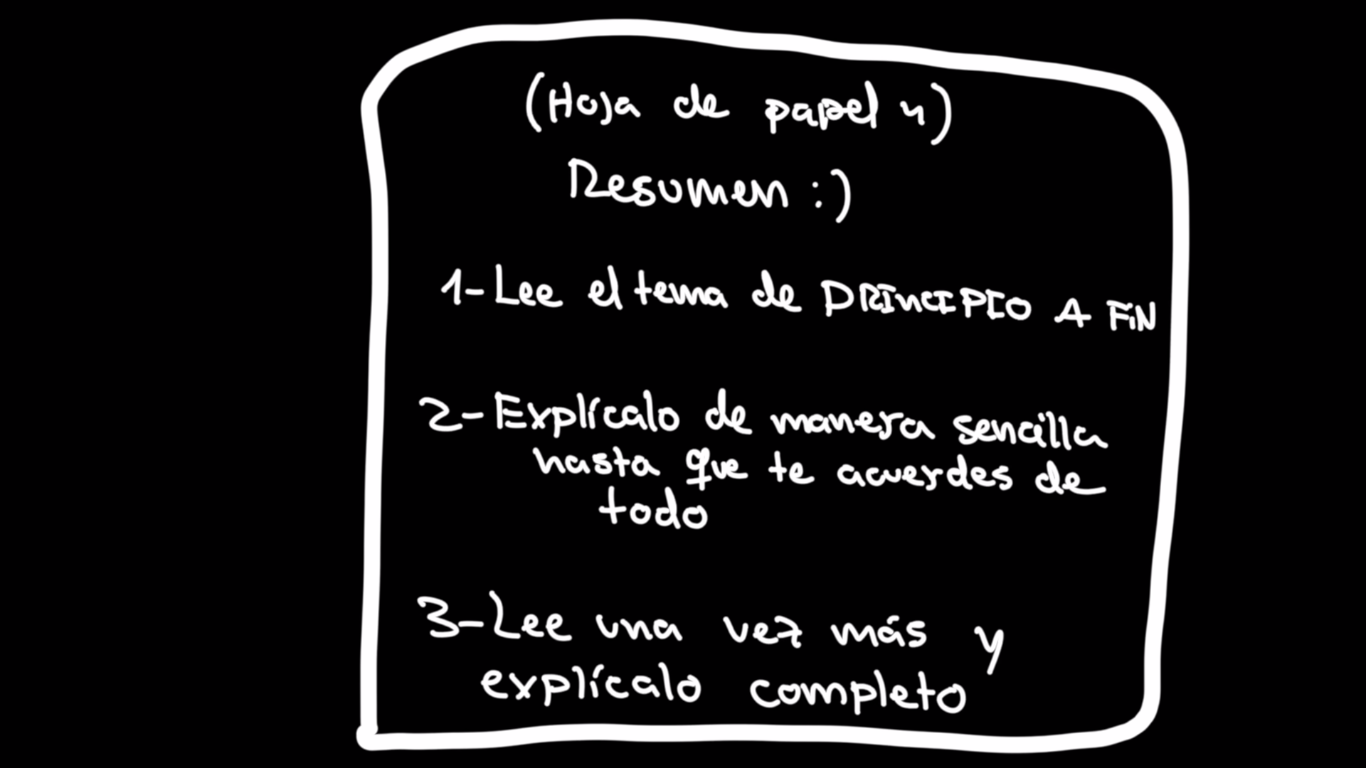 (Hoja de papel 4)
Resumen :)
1- Lee el tema de PRINCIPIO A FiN
2- Explícalo de manera sencilla
hasta que te acuerdes de
todo
3- Lee una vez más y
explícalo completo